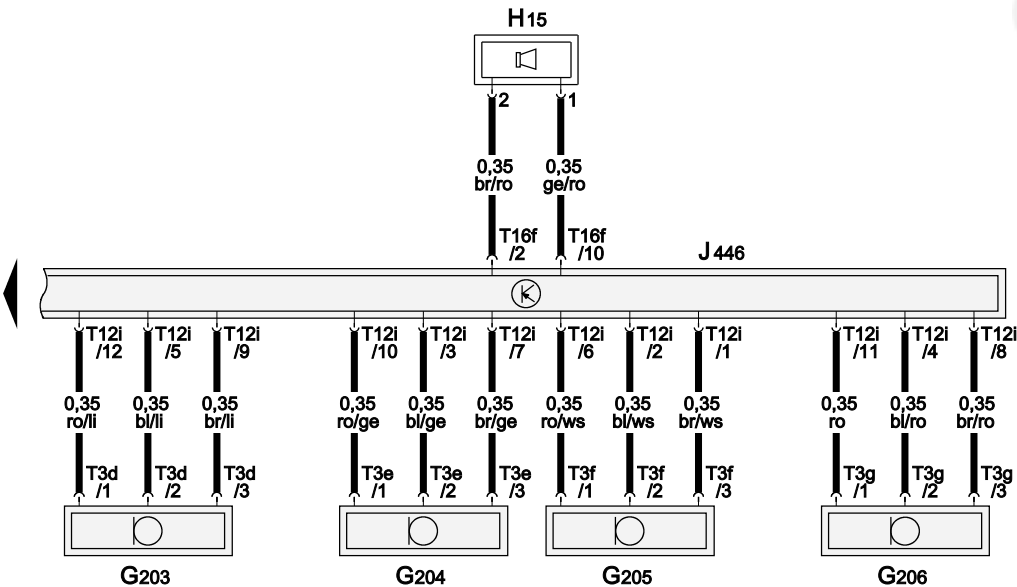 H15
2 1
0,35 0,35
br/ro ge/ro
T16f T16f
/2 /10
J 446
T12i T12i T12i T12i T12i T12i T12i T12i T12i T12i T12i T12i
/12 /5 /9 /10 /3 /7 /6 /2 /1 /11 /4 /8
0,35 0,35 0,35 0,35 0,35 0,35 0,35 0,35 0,35 0,35 0,35 0,35
ro/li bl/li br/li ro/ge bl/ge br/ge ro/ws bl/ws br/ws ro bl/ro br/ro
T3d T3d T3d T3e T3e T3e T3f T3f T3f T3g T3g T3g
/1 /2 /3 /1 /2 /3 /1 /2 /3 /1 /2 /3
G203 G204 G205 G206